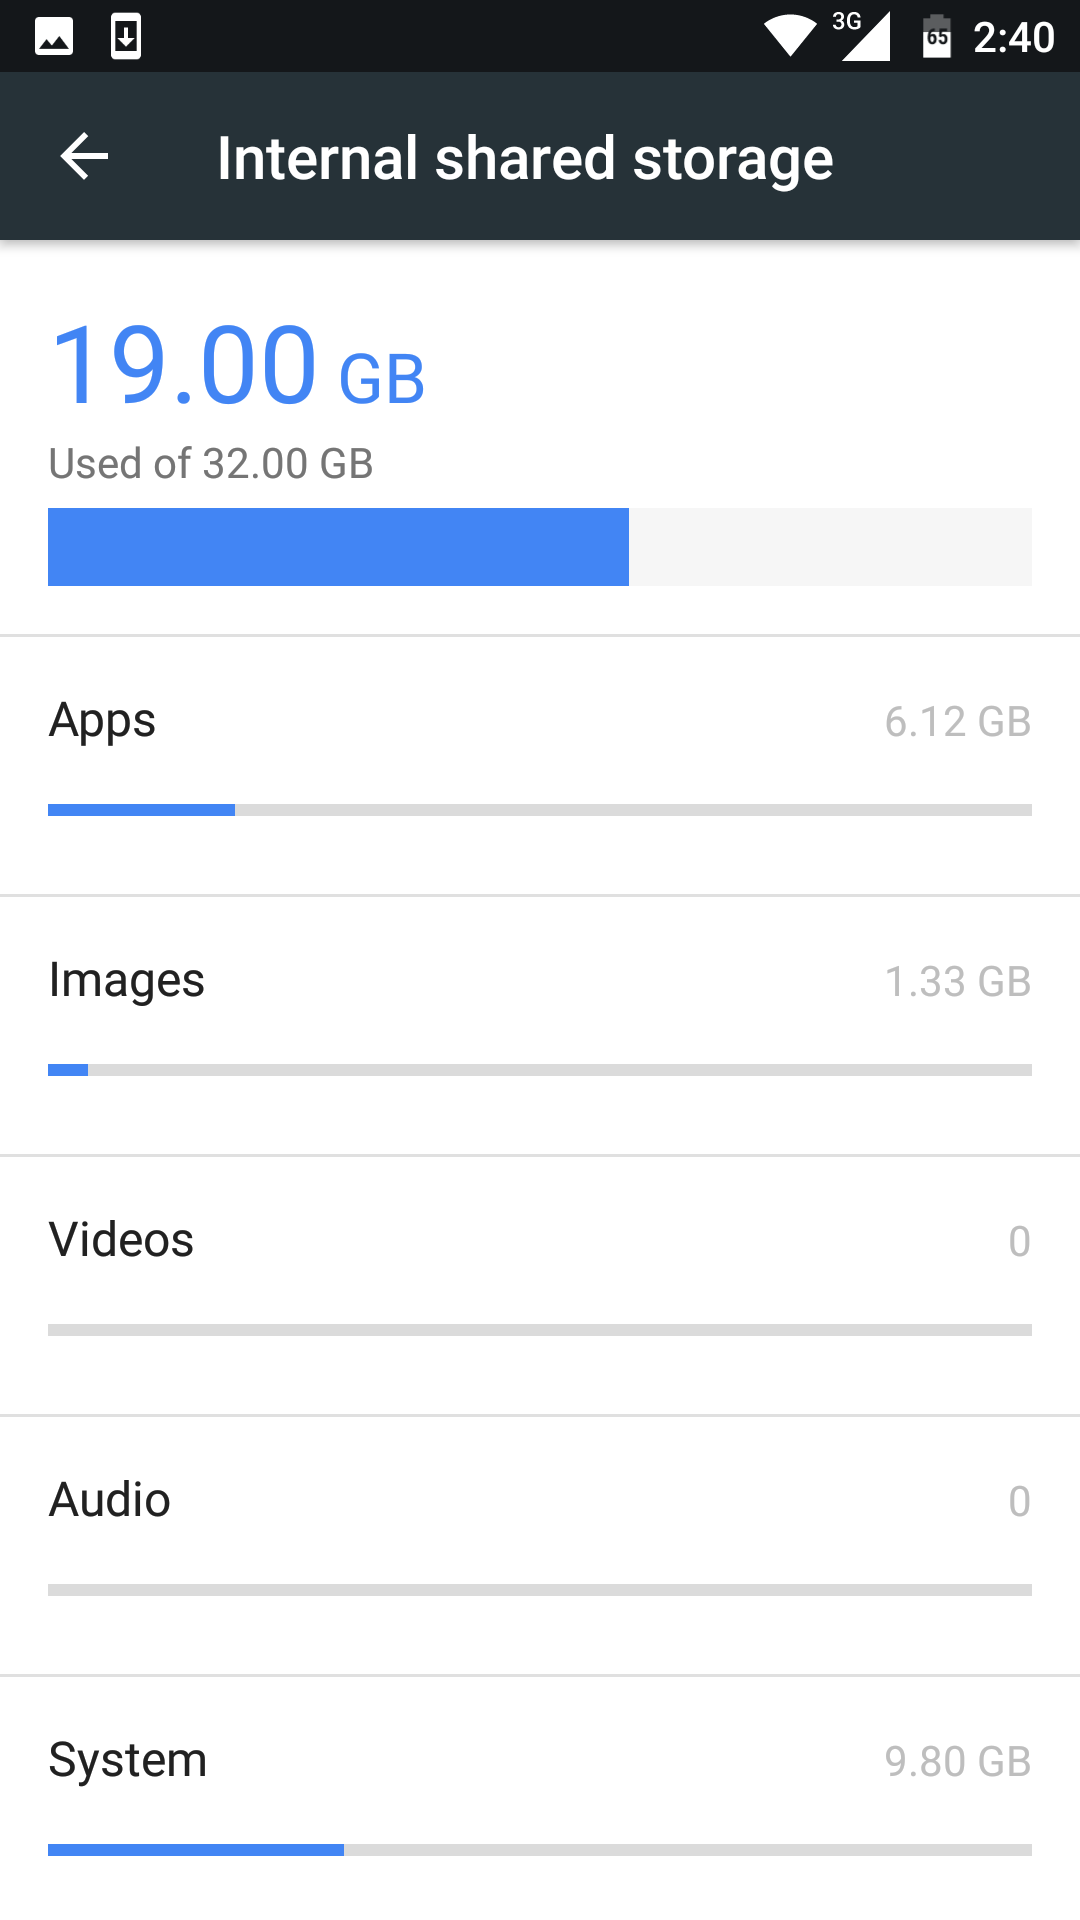 3G 65 2:40
Internal shared storage
19.00 GB
Used of 32.00 GB
Apps 6.12 GB
Images 1.33 GB
Videos 0
Audio 0
System 9.80 GB